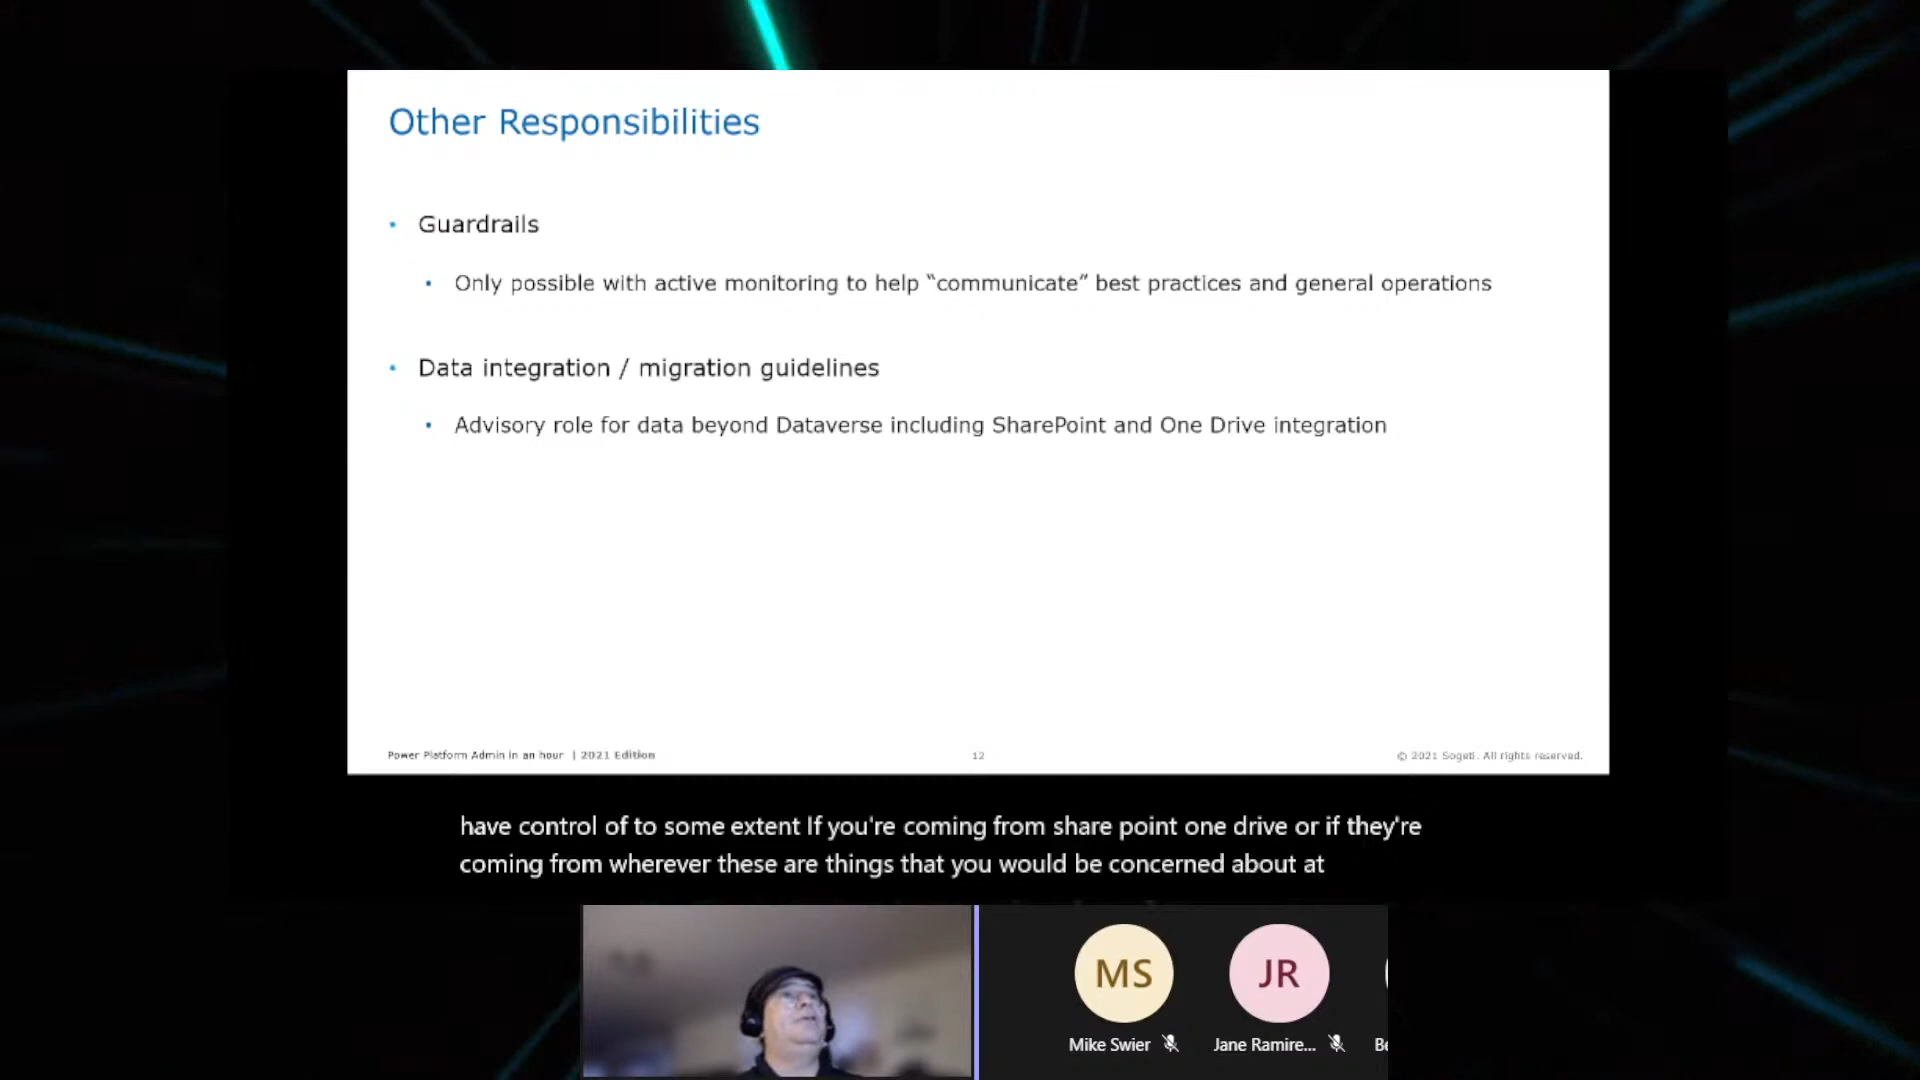 Other Responsibilities
• Guardrails
• Only possible with active monitoring to help “communicate” best practices and general operations
• Data integration / migration guidelines
• Advisory role for data beyond Dataverse including SharePoint and One Drive integration
Power Platform Admin in an hour | 2021 Edition
12
© 2021 Sogeti. All rights reserved.
have control of to some extent If you're coming from share point one drive or if they're
coming from wherever these are things that you would be concerned about at
MS
JR
Mike Swier
Jane Ramire...
Be